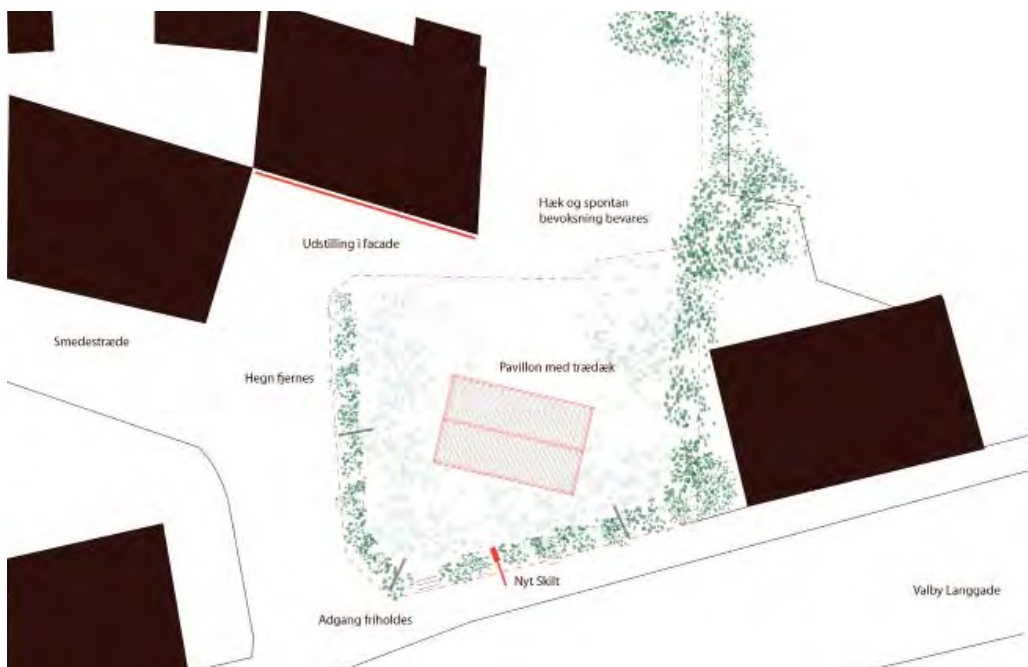 Hæk og spontan
bevoksning bevares
Udstilling i facade
Smedestræde
Hegn fjernes
Pavillon med trædæk
Nyt Skilt
Valby Langgade
Adgang friholdes